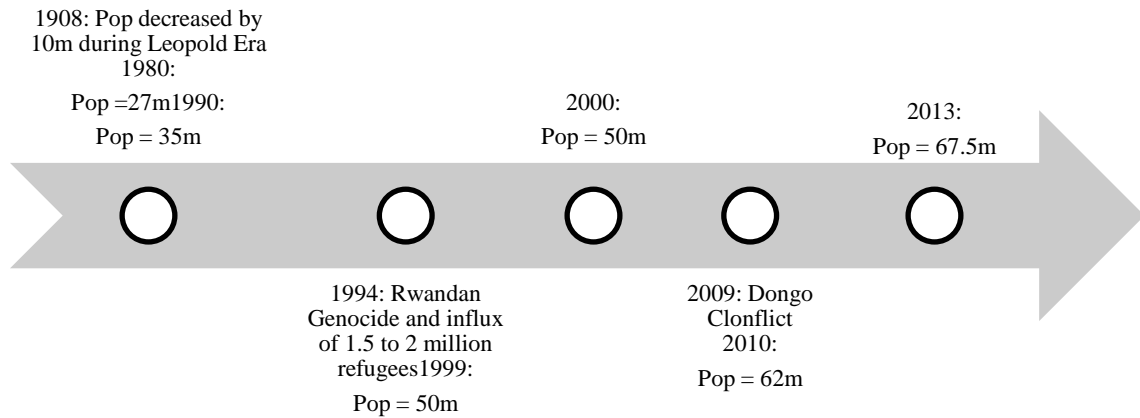 1908: Pop decreased by
10m during Leopold Era
1980:
Pop =27m1990:
Pop = 35m
1994: Rwandan
Genocide and influx
of 1.5 to 2 million
refugees1999:
Pop = 50m
2000:
Pop = 50m
2009: Dongo
Clonflict
2010:
Pop = 62m
2013:
Pop = 67.5m